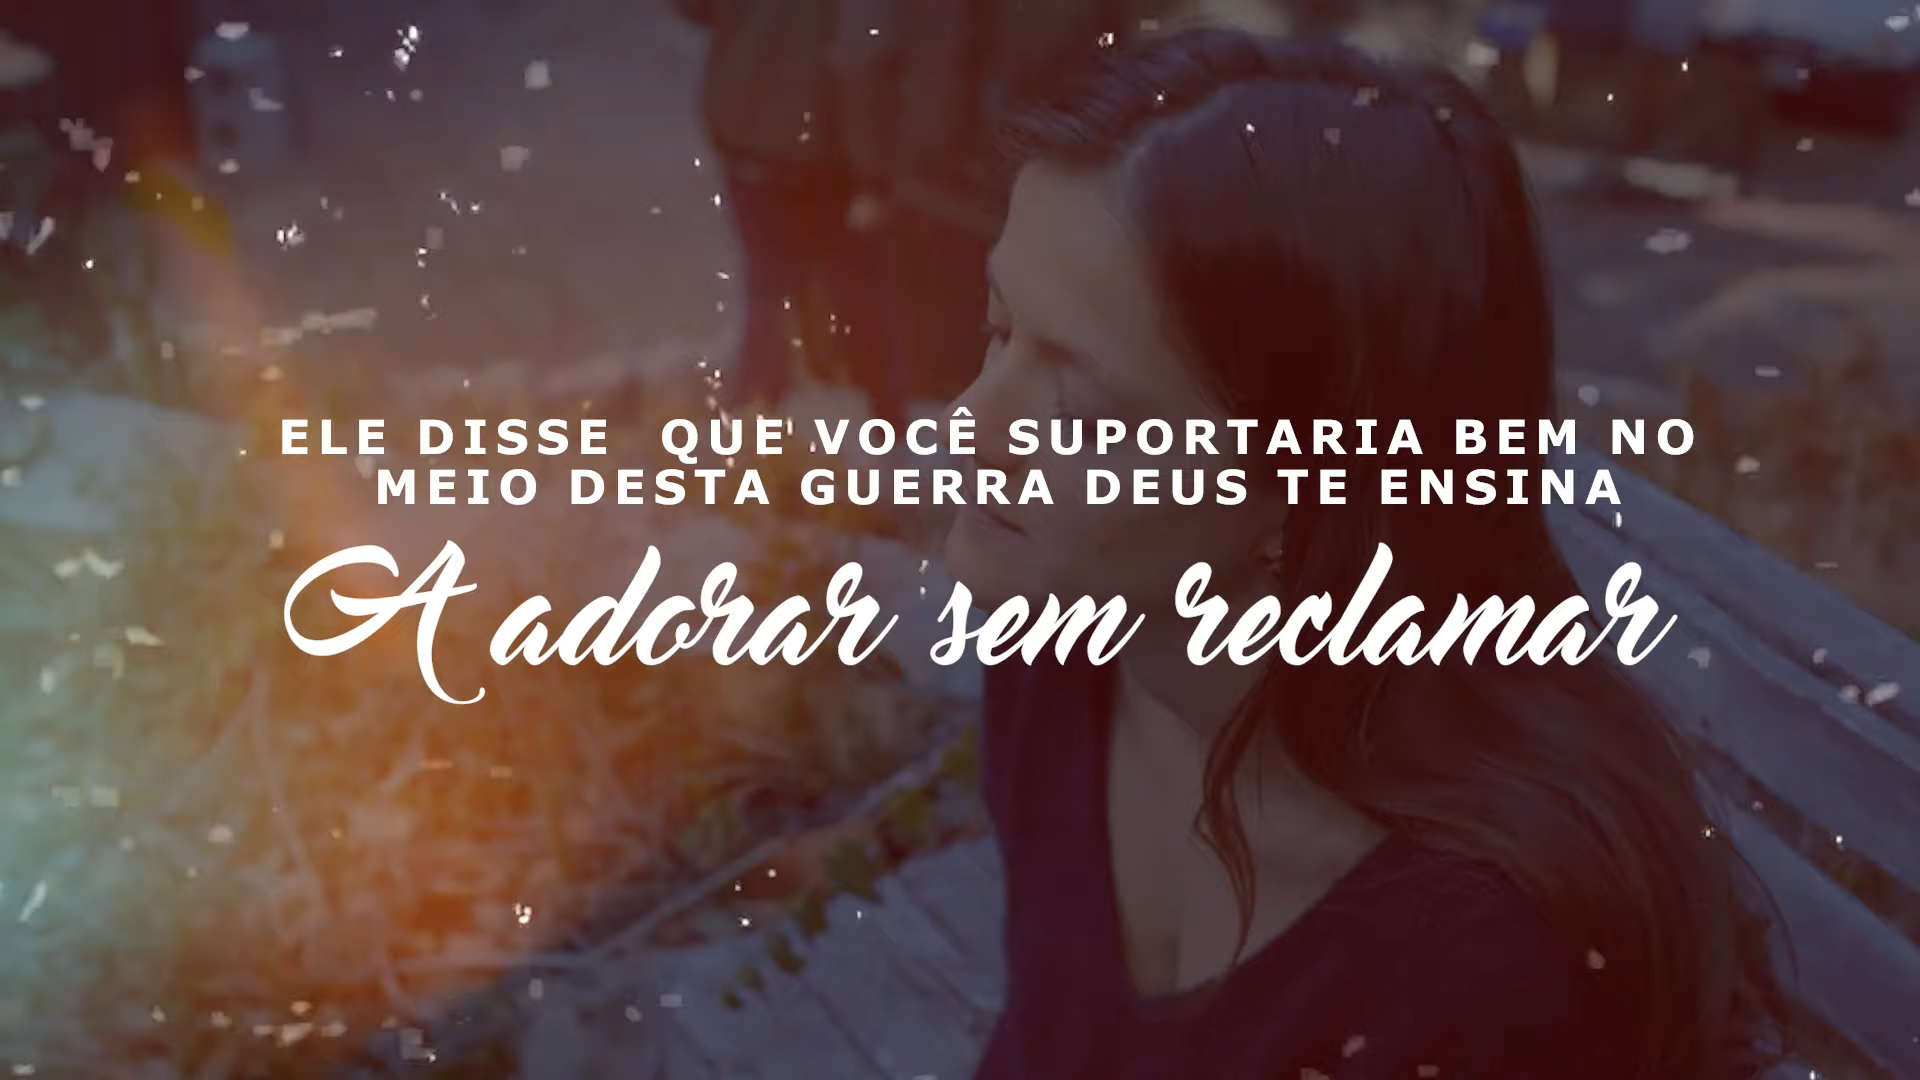 ELE DISSE  QUE VOCÊ SUPORTARIA BEM NO
MEIO DESTA GUERRA DEUS TE ENSINA
A adorar sem reclamar